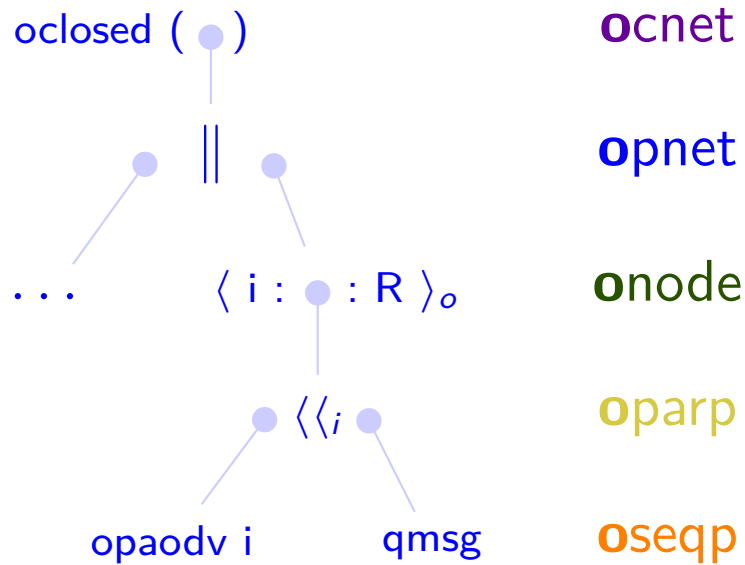 oclosed ( ) ocnet
‖ opnet
... ⟨ i : : R ⟩ₒ onode
⟨⟨ᵢ oparp
opaodv i qmsg oseqp